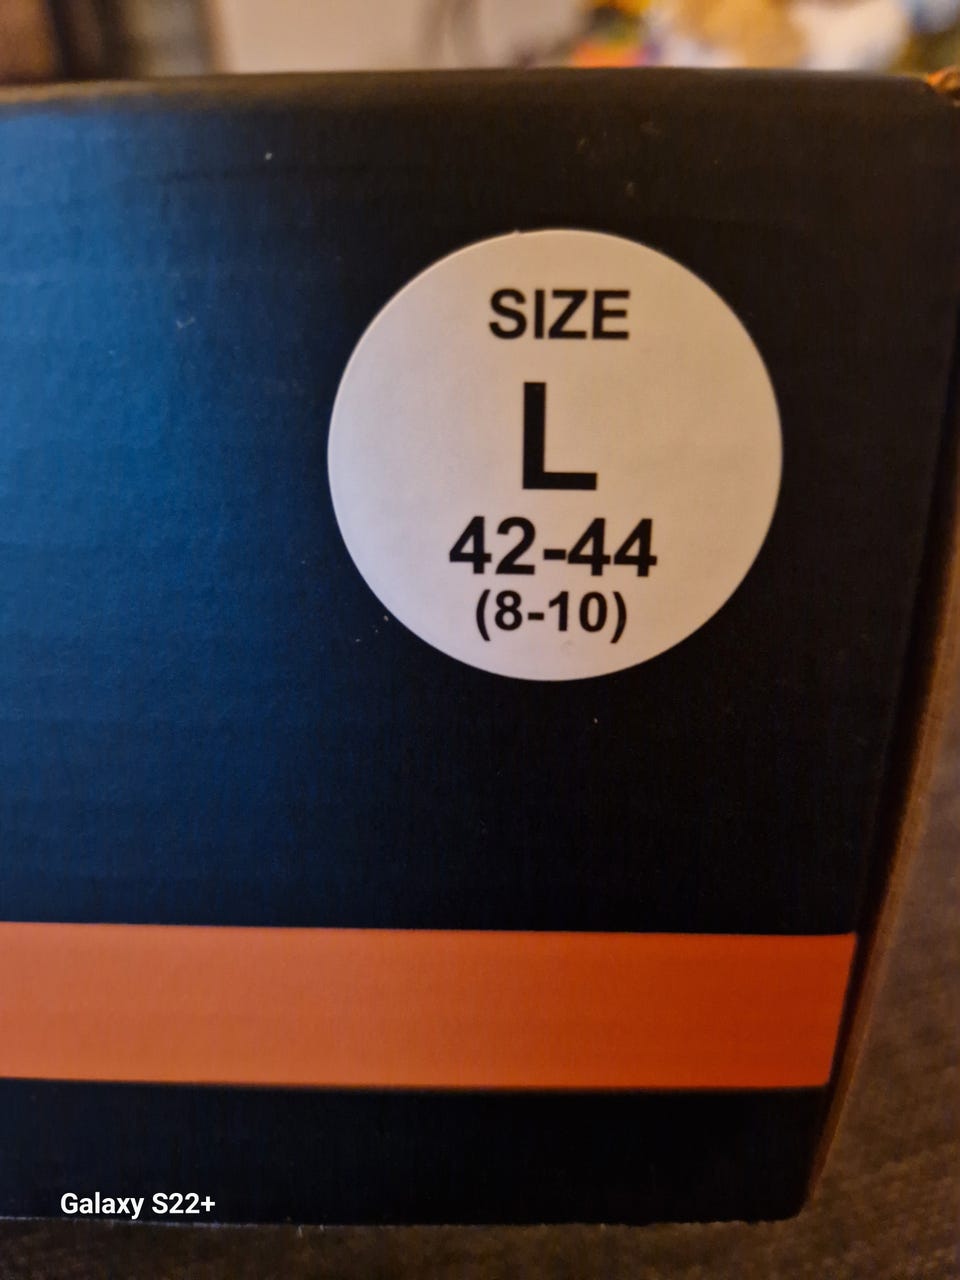 SIZE
L
42-44
(8-10)
Galaxy S22+